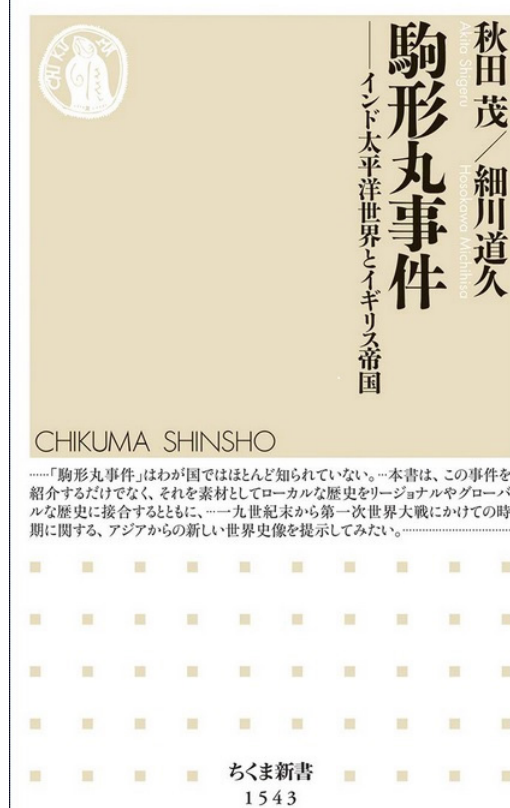 秋田 茂／細川道久
Akita Shigeru
Hosokawa Michihisa
駒形丸事件
──インド太平洋世界とイギリス帝国
CHIKUMA
CHIKUMA SHINSHO
……「駒形丸事件」はわが国ではほとんど知られていない。…本書は、この事件を
紹介するだけでなく、それを素材としてローカルな歴史をリージョナルやグローバ
ルな歴史に接合するとともに、…一九世紀末から第一次世界大戦にかけての時
期に関する、アジアからの新しい世界史像を提示してみたい。………………
ちくま新書
1543